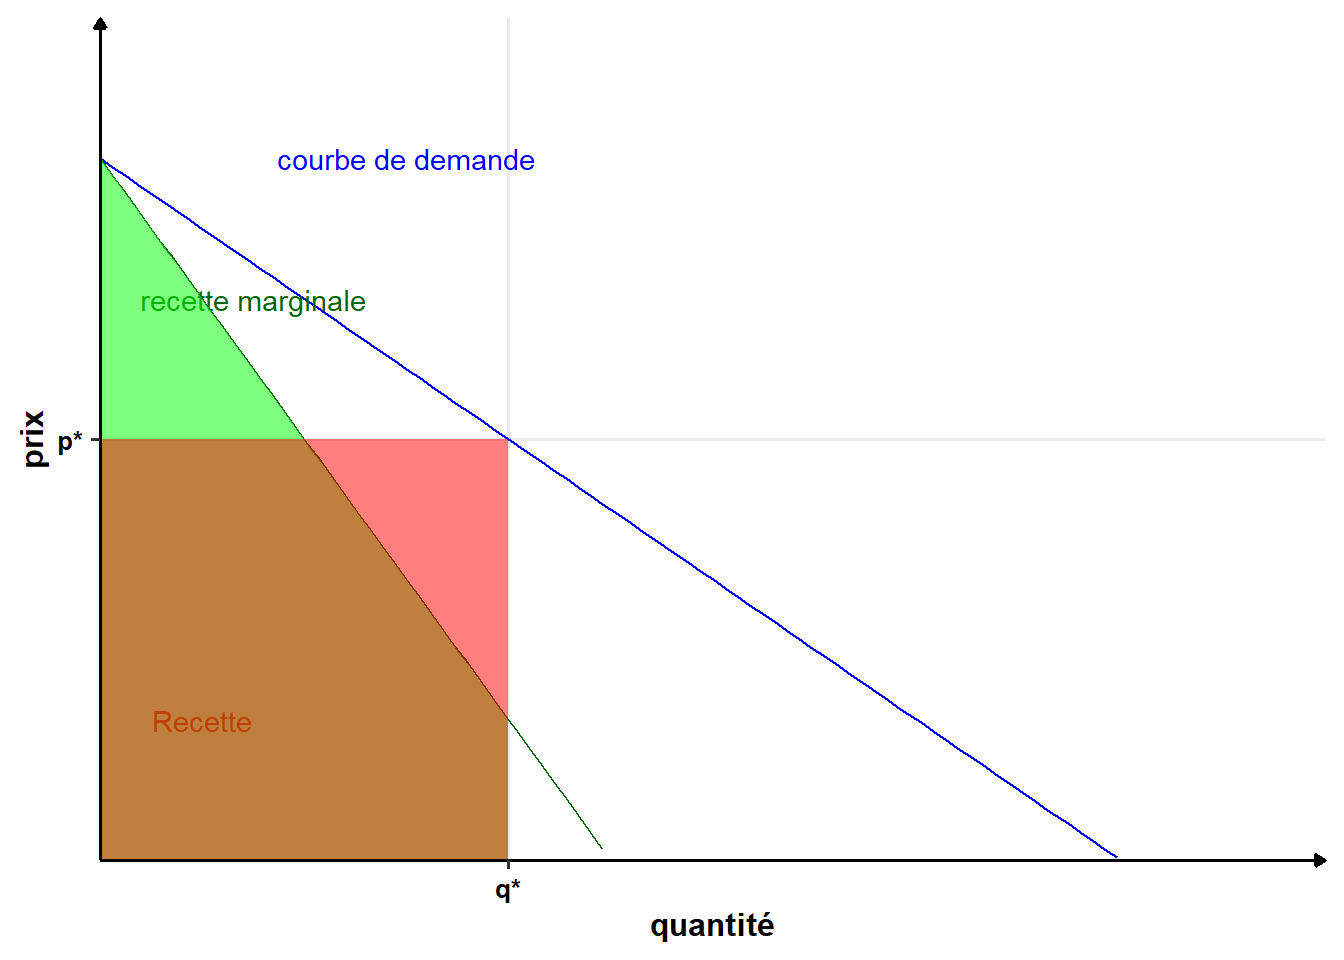 courbe de demande
recette marginale
prix
p*
Recette
q*
quantité